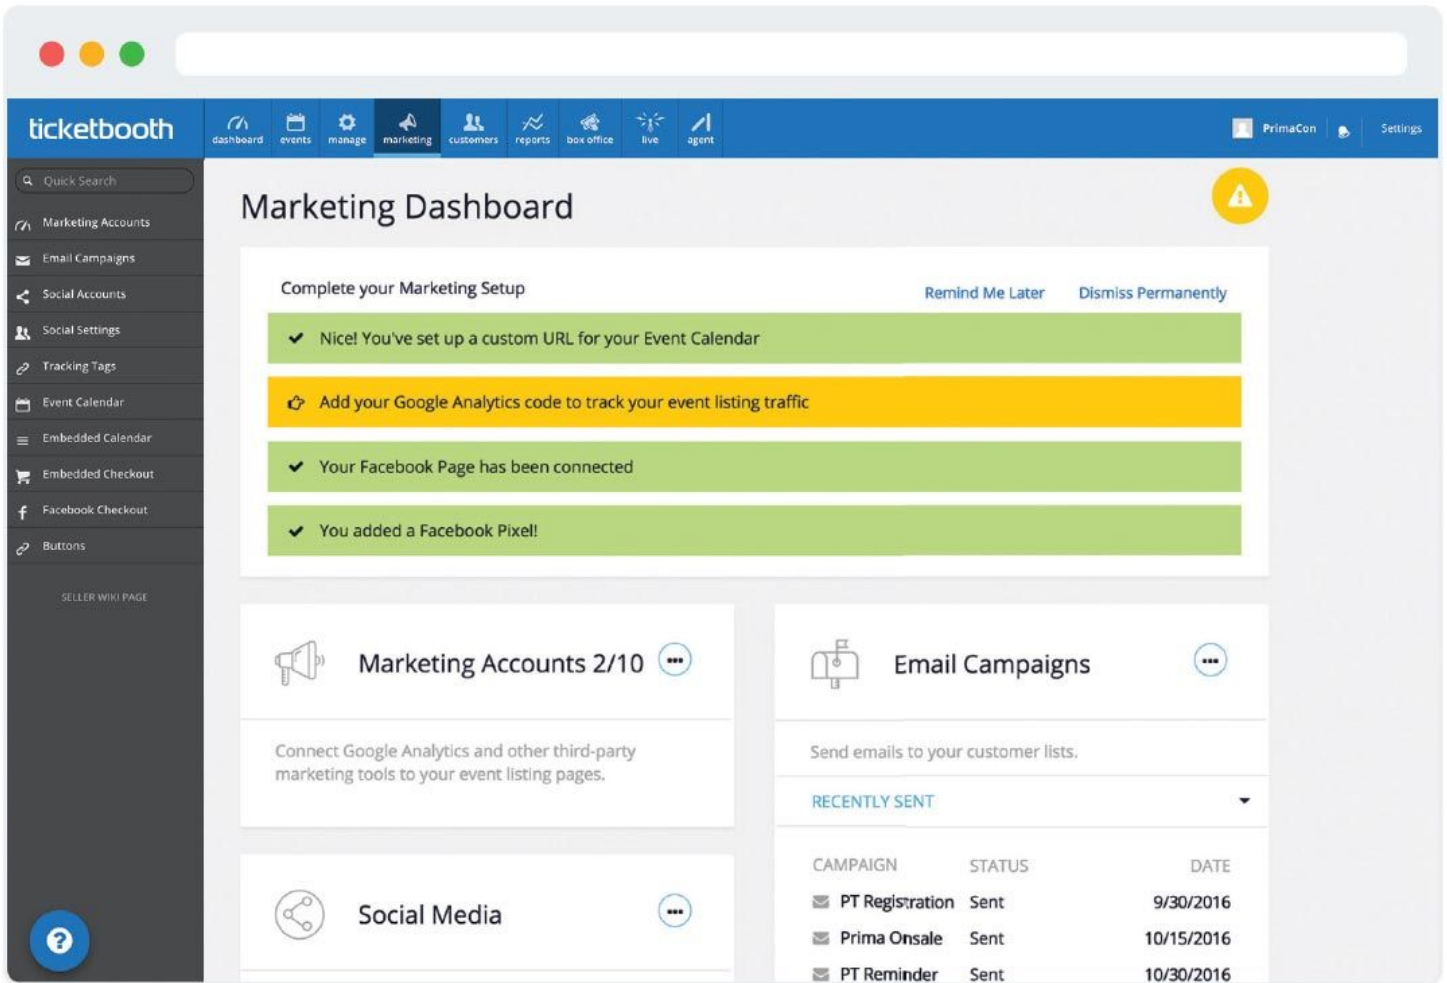 ticketbooth
dashboard
events
manage
marketing
customers
reports
box office
live
agent
PrimaCon
Settings
Quick Search
Marketing Accounts
Email Campaigns
Social Accounts
Social Settings
Tracking Tags
Event Calendar
Embedded Calendar
Embedded Checkout
Facebook Checkout
Buttons
SELLER WIKI PAGE
Marketing Dashboard
Complete your Marketing Setup
Remind Me Later
Dismiss Permanently
Nice! You've set up a custom URL for your Event Calendar
Add your Google Analytics code to track your event listing traffic
Your Facebook Page has been connected
You added a Facebook Pixel!
Marketing Accounts 2/10
Connect Google Analytics and other third-party
marketing tools to your event listing pages.
Social Media
Email Campaigns
Send emails to your customer lists.
RECENTLY SENT
CAMPAIGN STATUS DATE
PT Registration Sent 9/30/2016
Prima Onsale Sent 10/15/2016
PT Reminder Sent 10/30/2016